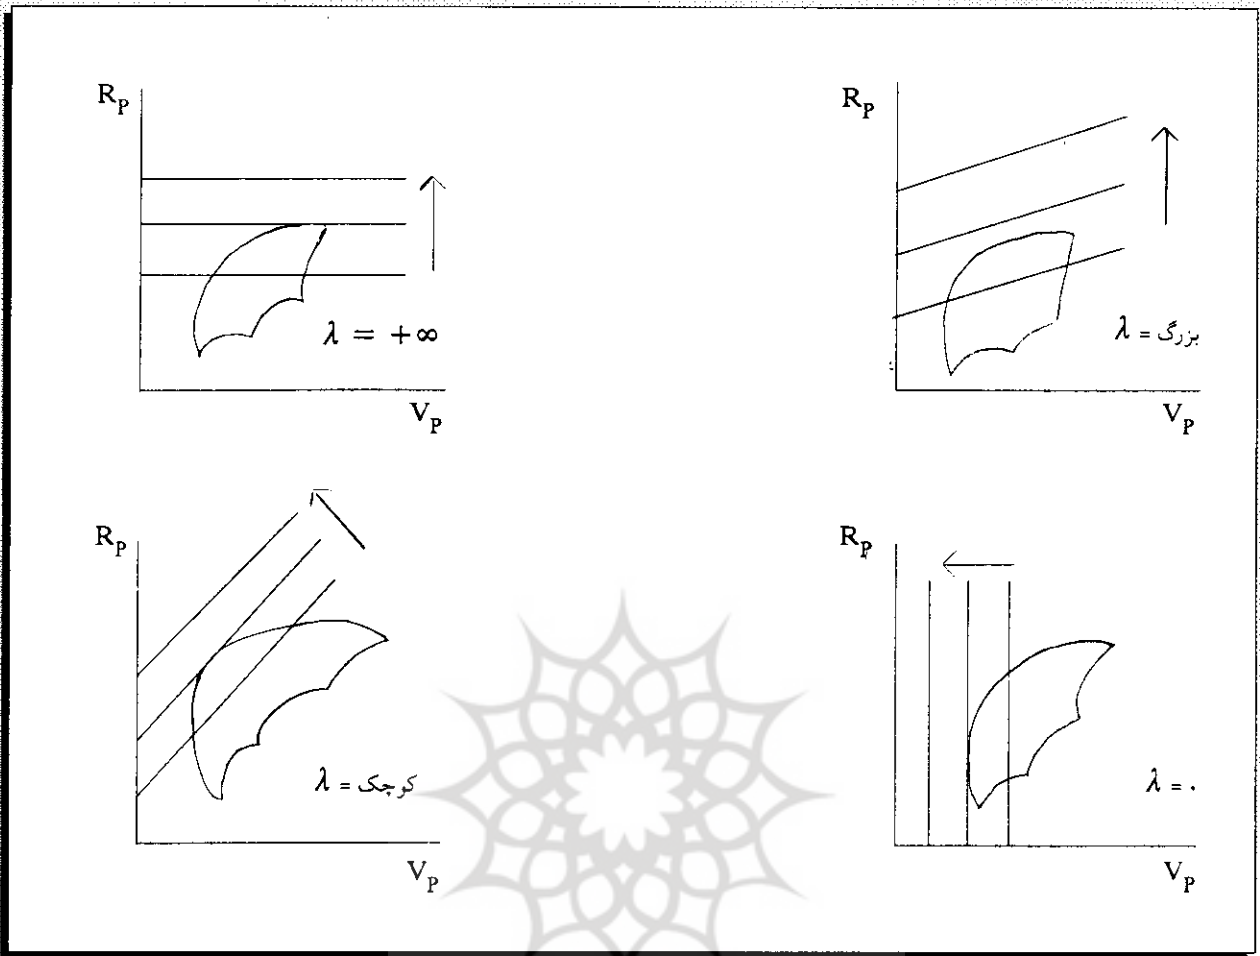 R_P
λ = +∞
V_P
R_P
λ = بزرگ
V_P
R_P
λ = کوچک
V_P
R_P
λ = ۰
V_P